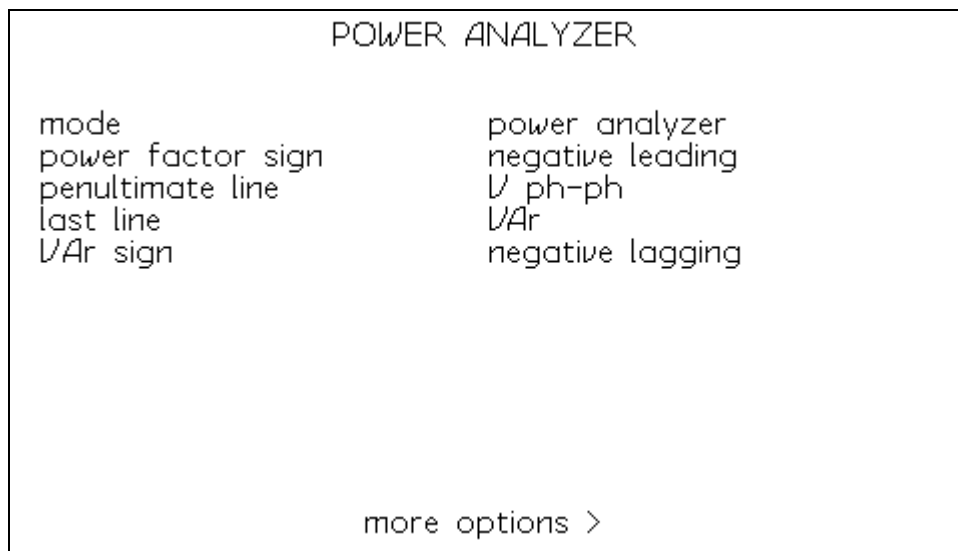 POWER ANALYZER
mode power analyzer
power factor sign negative leading
penultimate line V ph-ph
last line VAr
VAr sign negative lagging
more options >